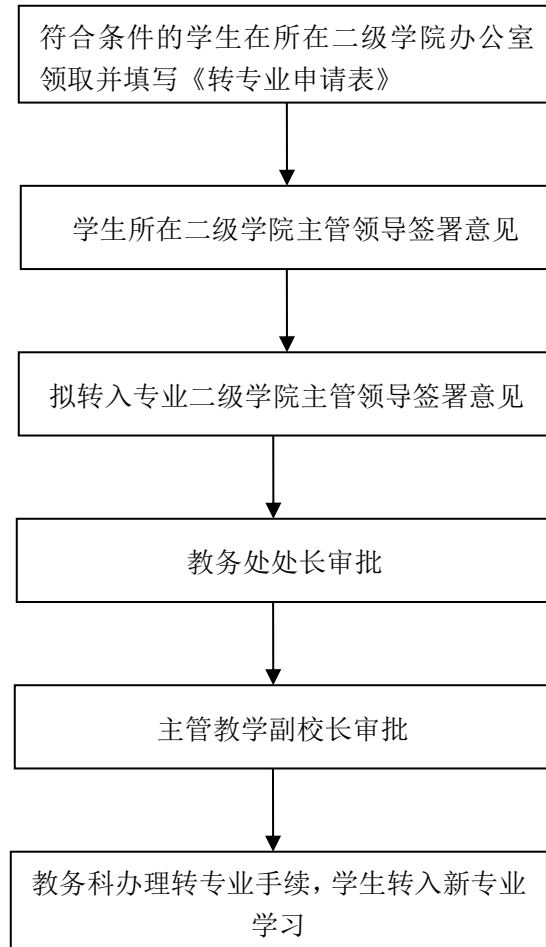 符合条件的学生在所在二级学院办公室
领取并填写《转专业申请表》
学生所在二级学院主管领导签署意见
拟转入专业二级学院主管领导签署意见
教务处处长审批
主管教学副校长审批
教务科办理转专业手续，学生转入新专业
学习